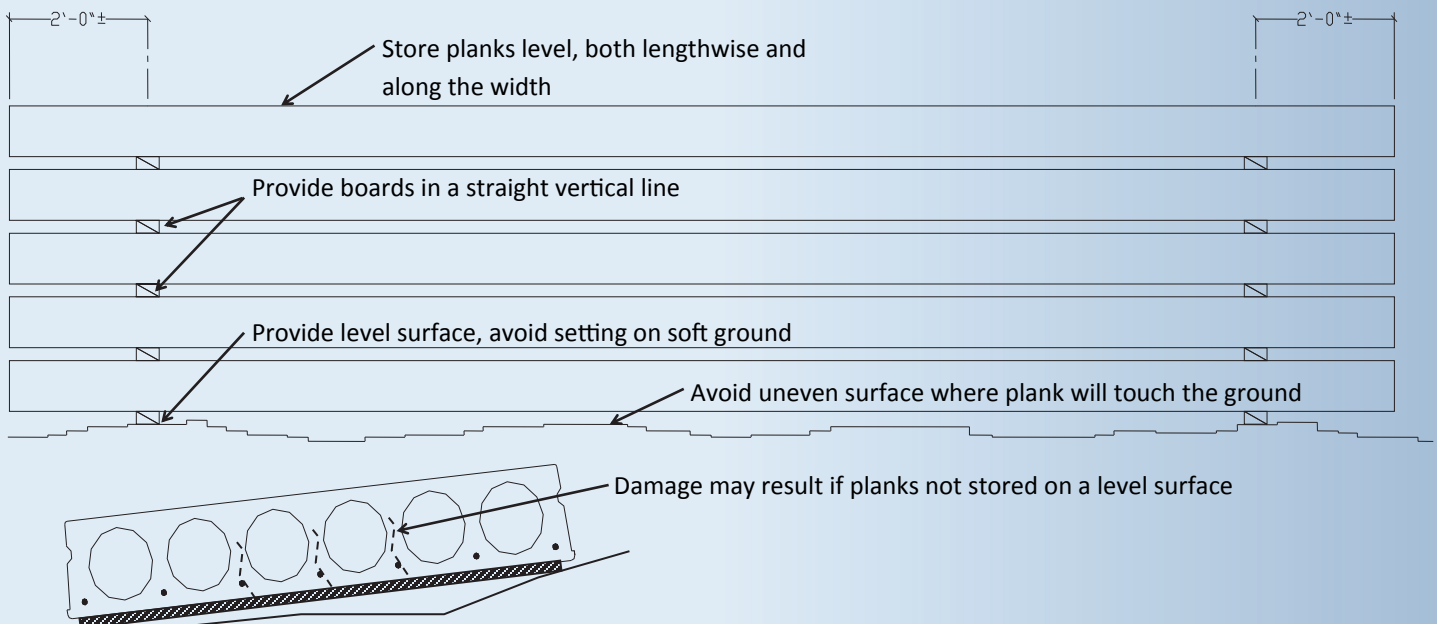 2'-0"±
2'-0"±
Store planks level, both lengthwise and
along the width
Provide boards in a straight vertical line
Provide level surface, avoid setting on soft ground
Avoid uneven surface where plank will touch the ground
Damage may result if planks not stored on a level surface